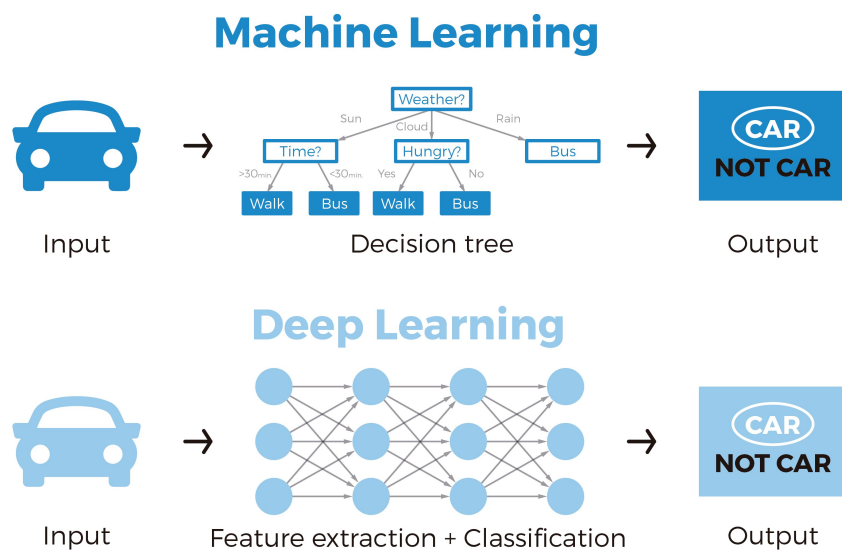 Machine Learning
Weather?
Sun
Cloud
Rain
Time?
Hungry?
Bus
>30min.
<30min.
Yes
No
Walk
Bus
Walk
Bus
CAR
NOT CAR
Input
Decision tree
Output
Deep Learning
CAR
NOT CAR
Input
Feature extraction + Classification
Output